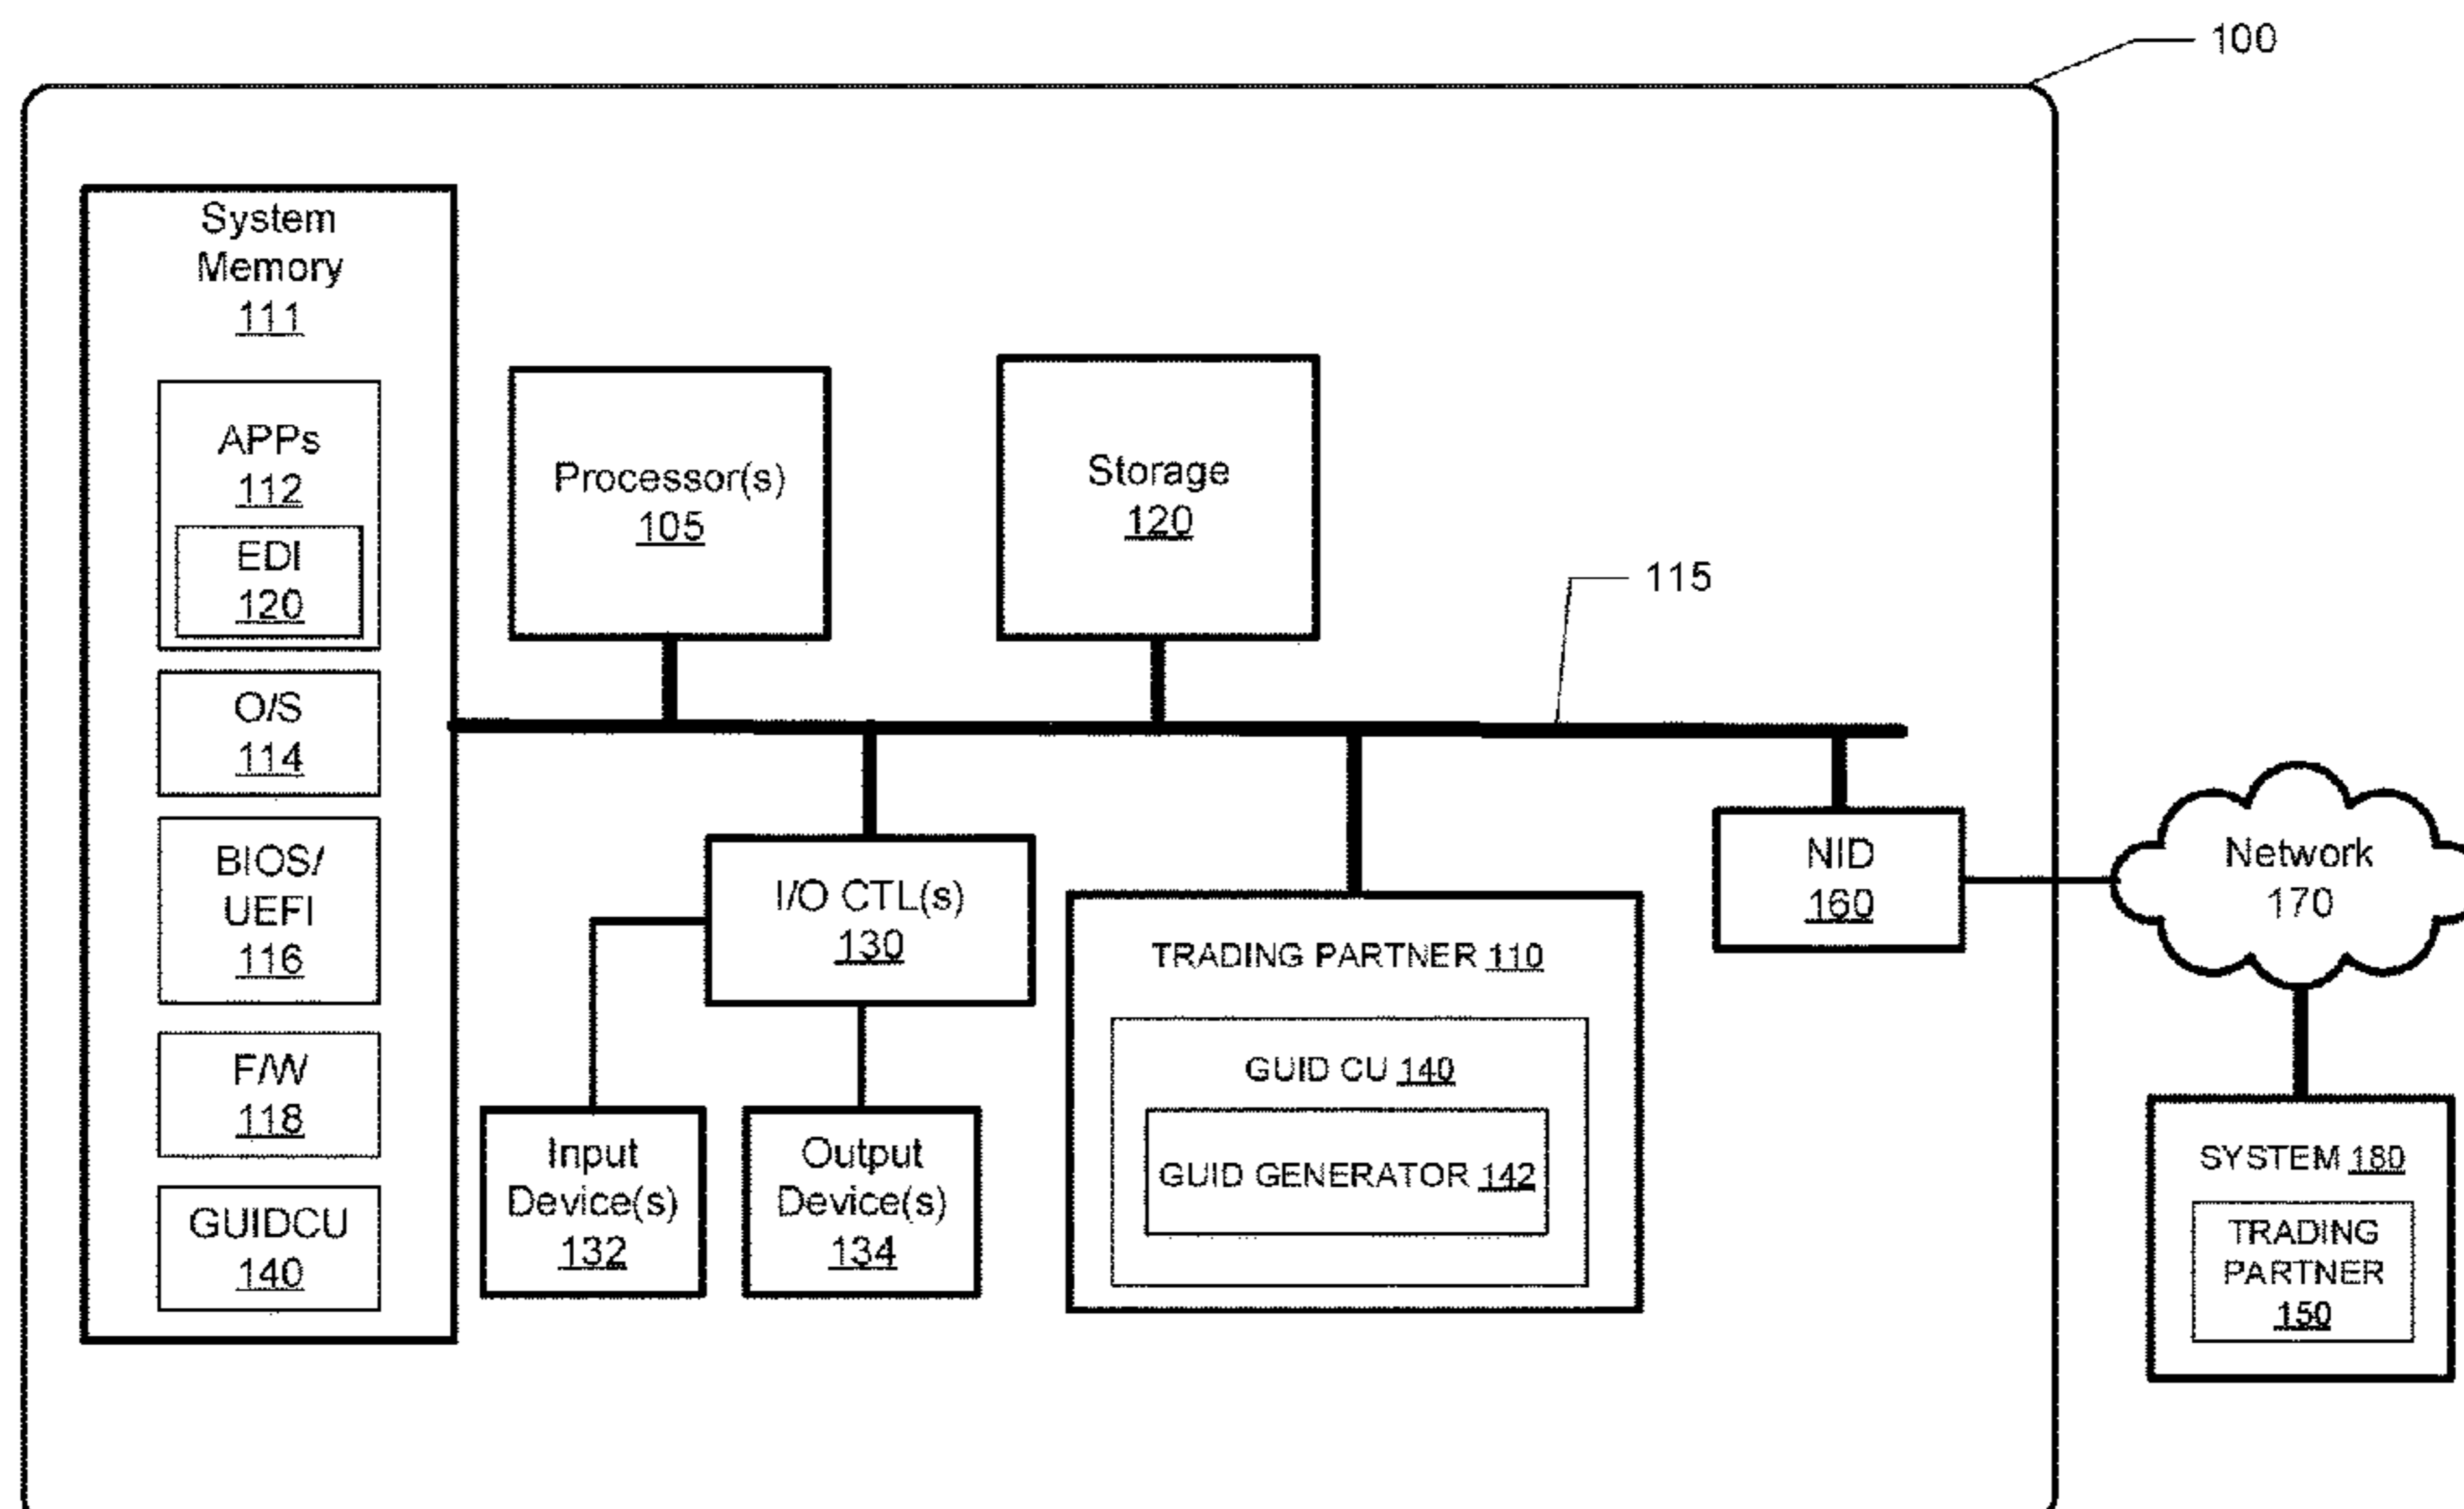 100
System
Memory
111
APPs
112
EDI
120
O/S
114
BIOS/
UEFI
116
F/W
118
GUIDCU
140
Processor(s)
105
Storage
120
115
I/O CTL(s)
130
Input
Device(s)
132
Output
Device(s)
134
TRADING PARTNER 110
GUID CU 140
GUID GENERATOR 142
NID
160
Network
170
SYSTEM 180
TRADING
PARTNER
150